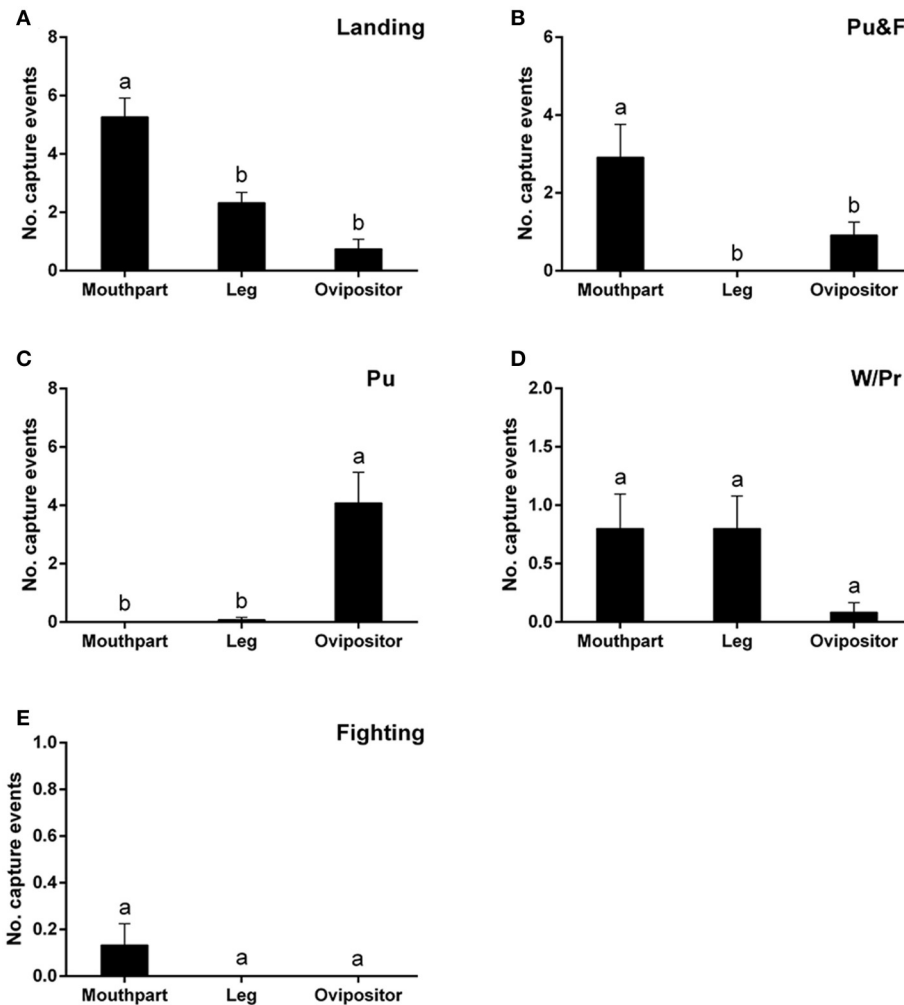 A
Landing
No. capture events
8
6
4
2
0
a
b
b
Mouthpart
Leg
Ovipositor
B
Pu&F
No. capture events
6
4
2
0
a
b
b
Mouthpart
Leg
Ovipositor
C
Pu
No. capture events
8
6
4
2
0
b
b
a
Mouthpart
Leg
Ovipositor
D
W/Pr
No. capture events
2.0
1.5
1.0
0.5
0.0
a
a
a
Mouthpart
Leg
Ovipositor
E
Fighting
No. capture events
1.0
0.8
0.6
0.4
0.2
0.0
a
a
a
Mouthpart
Leg
Ovipositor